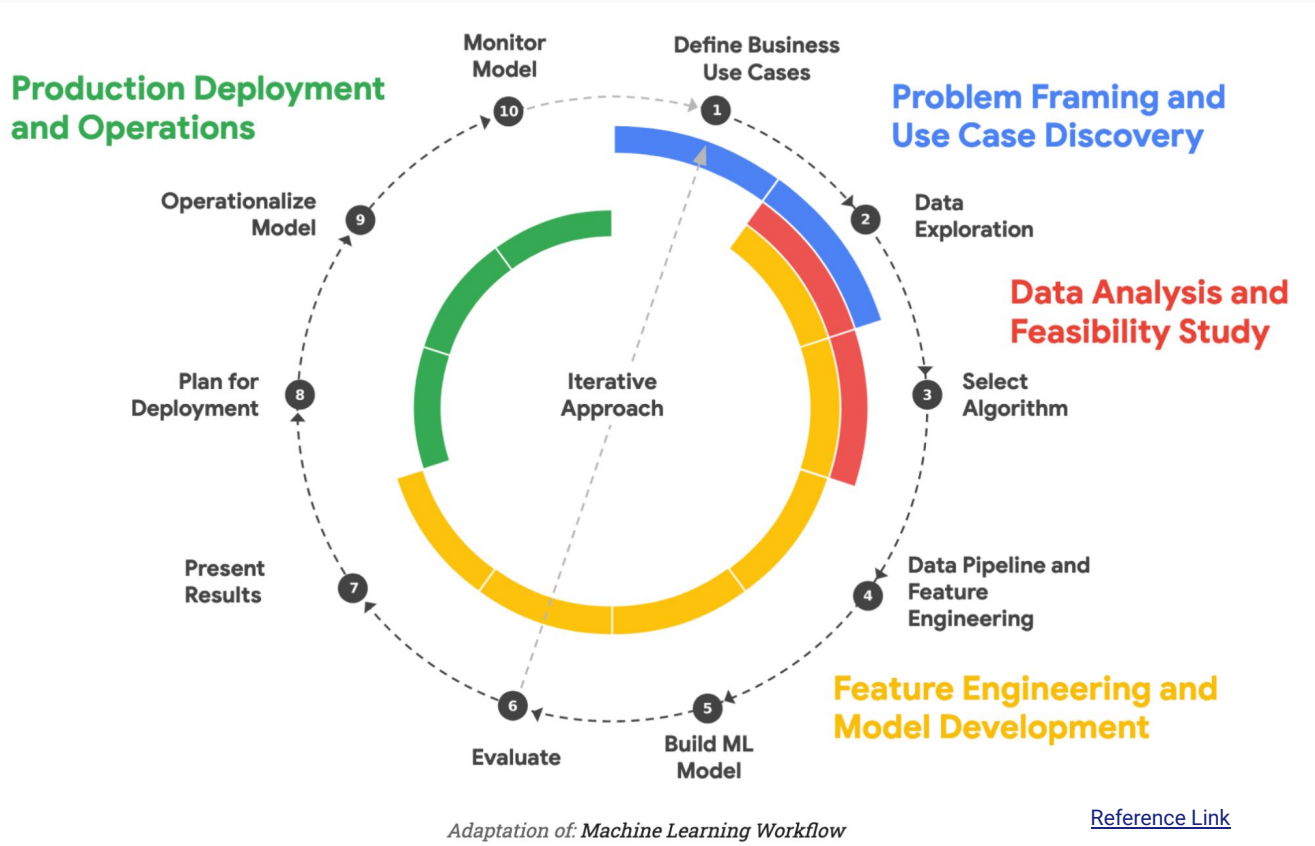 Monitor
Model
Define Business
Use Cases
Production Deployment
and Operations
Problem Framing and
Use Case Discovery
10
1
Operationalize
Model
9
2
Data
Exploration
Data Analysis and
Feasibility Study
Plan for
Deployment
8
Iterative
Approach
3
Select
Algorithm
Present
Results
7
4
Data Pipeline and
Feature
Engineering
Feature Engineering and
Model Development
6
5
Evaluate
Build ML
Model
Adaptation of: Machine Learning Workflow
Reference Link